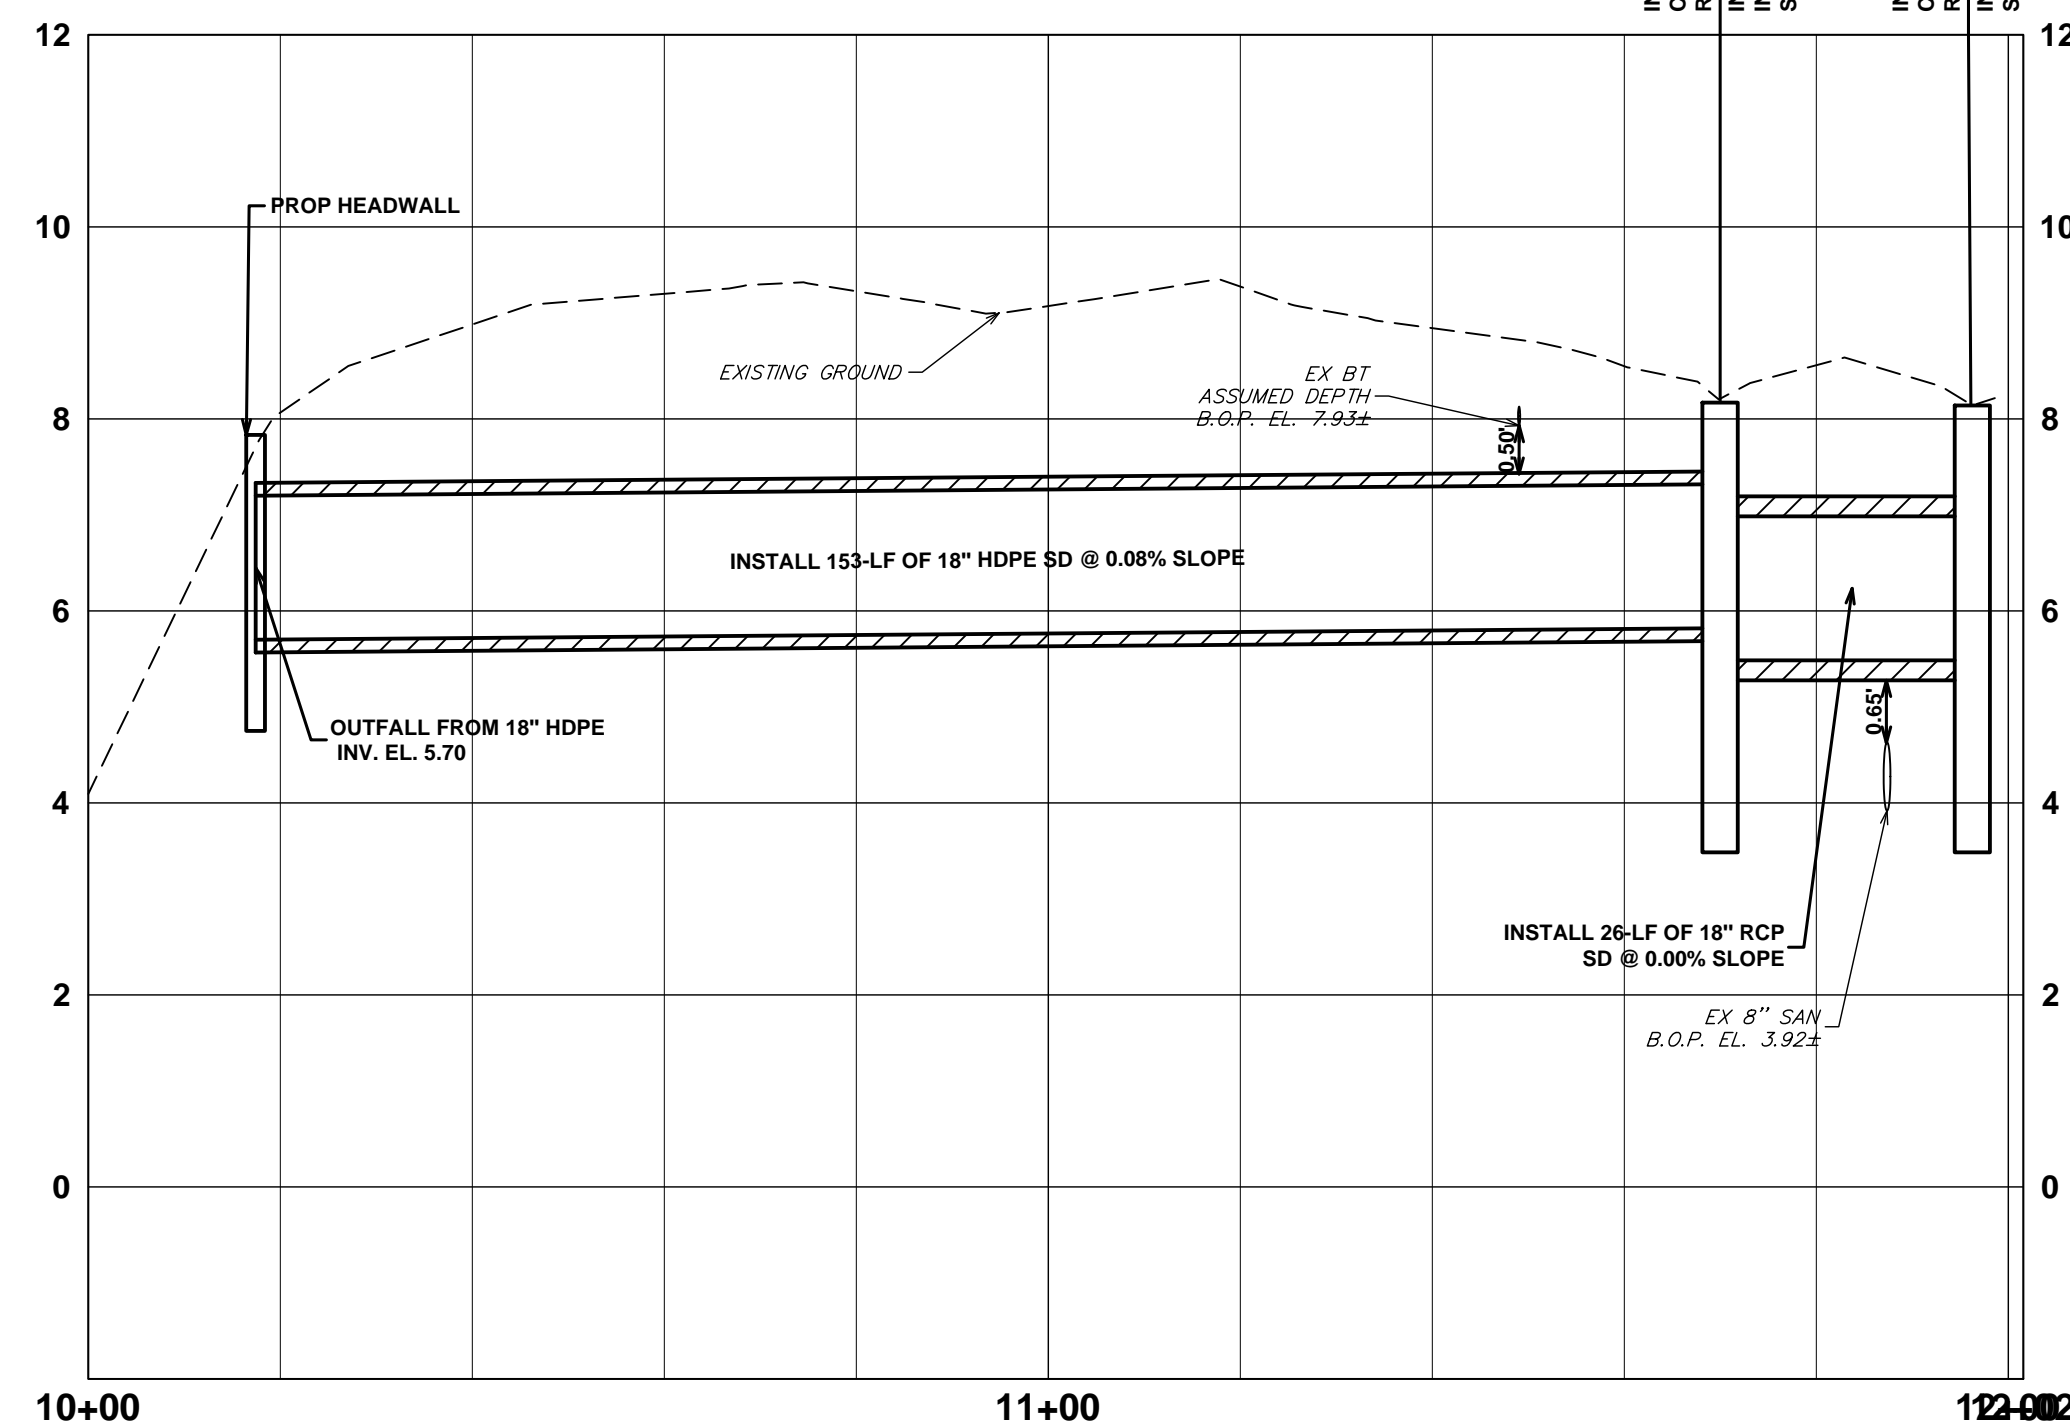 12
12
PROP HEADWALL
10
10
EXISTING GROUND
EX BT
ASSUMED DEPTH
B.O.P. EL. 7.93±
0.50'
8
8
INSTALL 153-LF OF 18" HDPE SD @ 0.08% SLOPE
6
6
OUTFALL FROM 18" HDPE
INV. EL. 5.70
0.65'
4
4
INSTALL 26-LF OF 18" RCP
SD @ 0.00% SLOPE
2
2
EX 8" SAN
B.O.P. EL. 3.92±
0
0
10+00
11+00